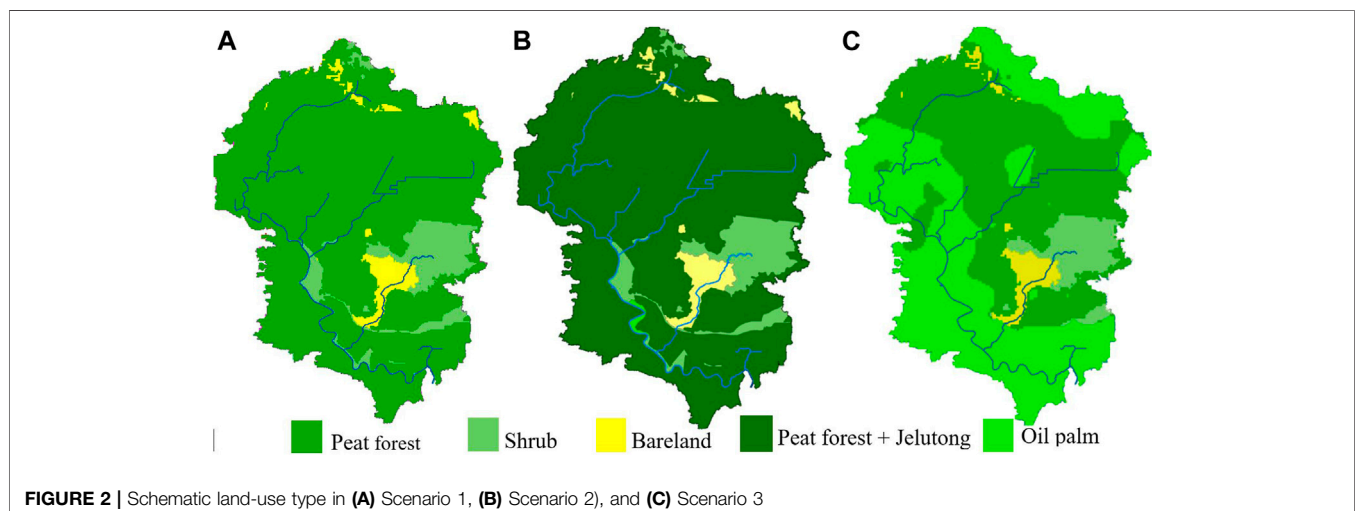 A
B
C
Peat forest
Shrub
Bareland
Peat forest + Jelutong
Oil palm
FIGURE 2 | Schematic land-use type in (A) Scenario 1, (B) Scenario 2), and (C) Scenario 3